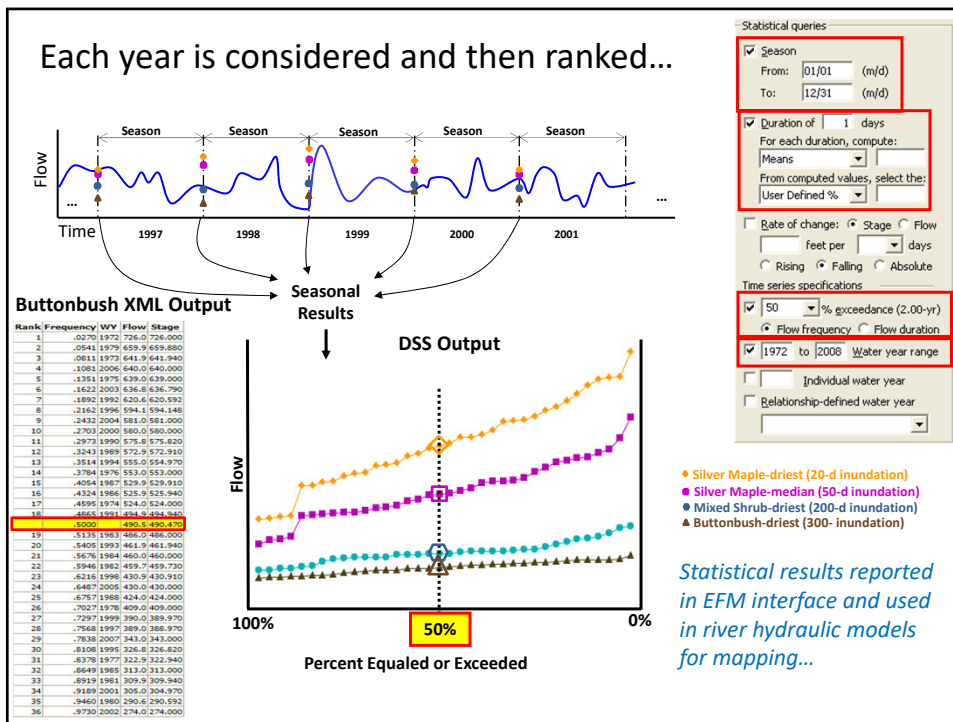 Each year is considered and then ranked…
Season Season Season Season Season
Flow
... ...
Time 1997 1998 1999 2000 2001
Seasonal
Results
Buttonbush XML Output
Rank Frequency WY Flow Stage
1 .0270 1972 726.0 726.000
2 .0541 1979 659.9 659.880
3 .0811 1973 641.9 641.940
4 .1081 2006 640.0 640.000
5 .1351 1975 639.0 639.000
6 .1622 2003 636.8 636.790
7 .1892 1992 620.6 620.592
8 .2162 1996 594.1 594.148
9 .2432 2004 581.0 581.000
10 .2703 2000 580.0 580.000
11 .2973 1990 575.8 575.820
12 .3243 1989 572.9 572.910
13 .3514 1994 555.0 554.970
14 .3784 1976 553.0 553.000
15 .4054 1987 529.9 529.910
16 .4324 1986 525.9 525.940
17 .4595 1974 524.0 524.000
18 .4865 1991 494.9 494.940
.5000 490.5 490.470
19 .5135 1983 486.0 486.000
20 .5405 1993 461.9 461.940
21 .5676 1984 460.0 460.000
22 .5946 1982 459.7 459.730
23 .6216 1998 430.9 430.910
24 .6487 2005 430.0 430.000
25 .6757 1988 424.0 424.000
26 .7027 1978 409.0 409.000
27 .7297 1999 390.0 389.970
28 .7568 1997 389.0 388.970
29 .7838 2007 343.0 343.000
30 .8108 1995 326.8 326.820
31 .8378 1977 322.9 322.940
32 .8649 1985 313.0 313.000
33 .8919 1981 309.9 309.940
34 .9189 2001 305.0 304.970
35 .9460 1980 290.6 290.592
36 .9730 2002 274.0 274.000
DSS Output
Flow
100% 50% 0%
Percent Equaled or Exceeded
Statistical queries
Season
From: 01/01 (m/d)
To: 12/31 (m/d)
Duration of 1 days
For each duration, compute:
Means
From computed values, select the:
User Defined %
Rate of change: Stage Flow
feet per days
Rising Falling Absolute
Time series specifications
50 % exceedance (2.00-yr)
Flow frequency Flow duration
1972 to 2008 Water year range
Individual water year
Relationship-defined water year
Silver Maple-driest (20-d inundation)
Silver Maple-median (50-d inundation)
Mixed Shrub-driest (200-d inundation)
Buttonbush-driest (300- inundation)
Statistical results reported
in EFM interface and used
in river hydraulic models
for mapping…